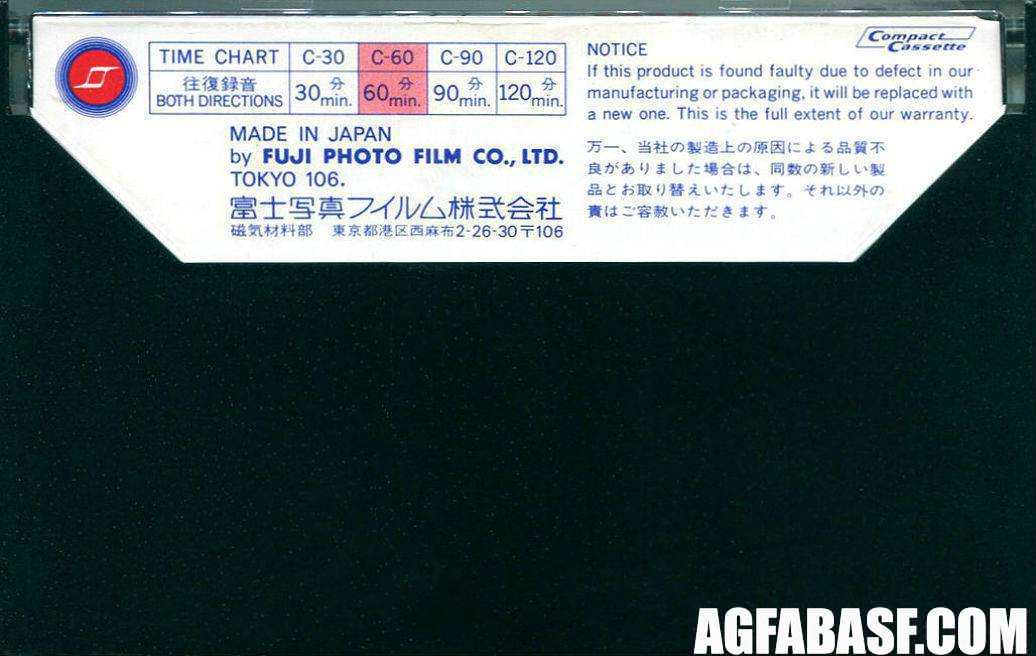 TIME CHART C-30 C-60 C-90 C-120
往復録音
BOTH DIRECTIONS 30分min. 60分min. 90分min. 120分min.
MADE IN JAPAN
by FUJI PHOTO FILM CO., LTD.
TOKYO 106.
富士写真フイルム株式会社
磁気材料部 東京都港区西麻布2-26-30〒106
Compact
Cassette
NOTICE
If this product is found faulty due to defect in our
manufacturing or packaging, it will be replaced with
a new one. This is the full extent of our warranty.
万一、当社の製造上の原因による品質不
良がありました場合は、同数の新しい製
品とお取り替えいたします。それ以外の
責はご容赦いただきます。
AGFABASF.COM